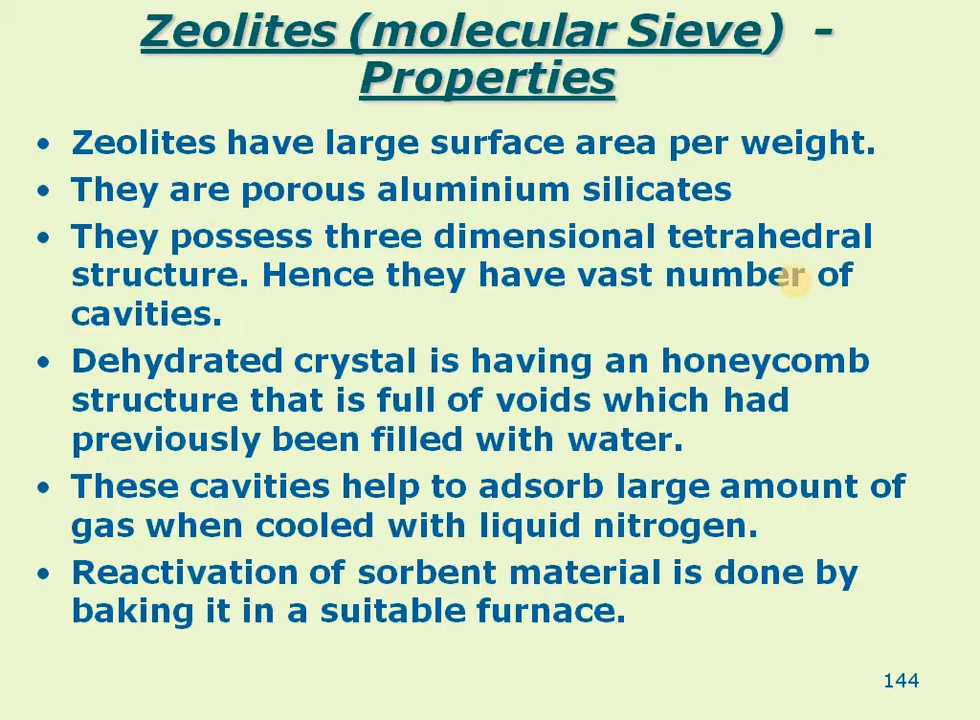 Zeolites (molecular Sieve) -
Properties
• Zeolites have large surface area per weight.
• They are porous aluminium silicates
• They possess three dimensional tetrahedral
structure. Hence they have vast number of
cavities.
• Dehydrated crystal is having an honeycomb
structure that is full of voids which had
previously been filled with water.
• These cavities help to adsorb large amount of
gas when cooled with liquid nitrogen.
• Reactivation of sorbent material is done by
baking it in a suitable furnace.
144